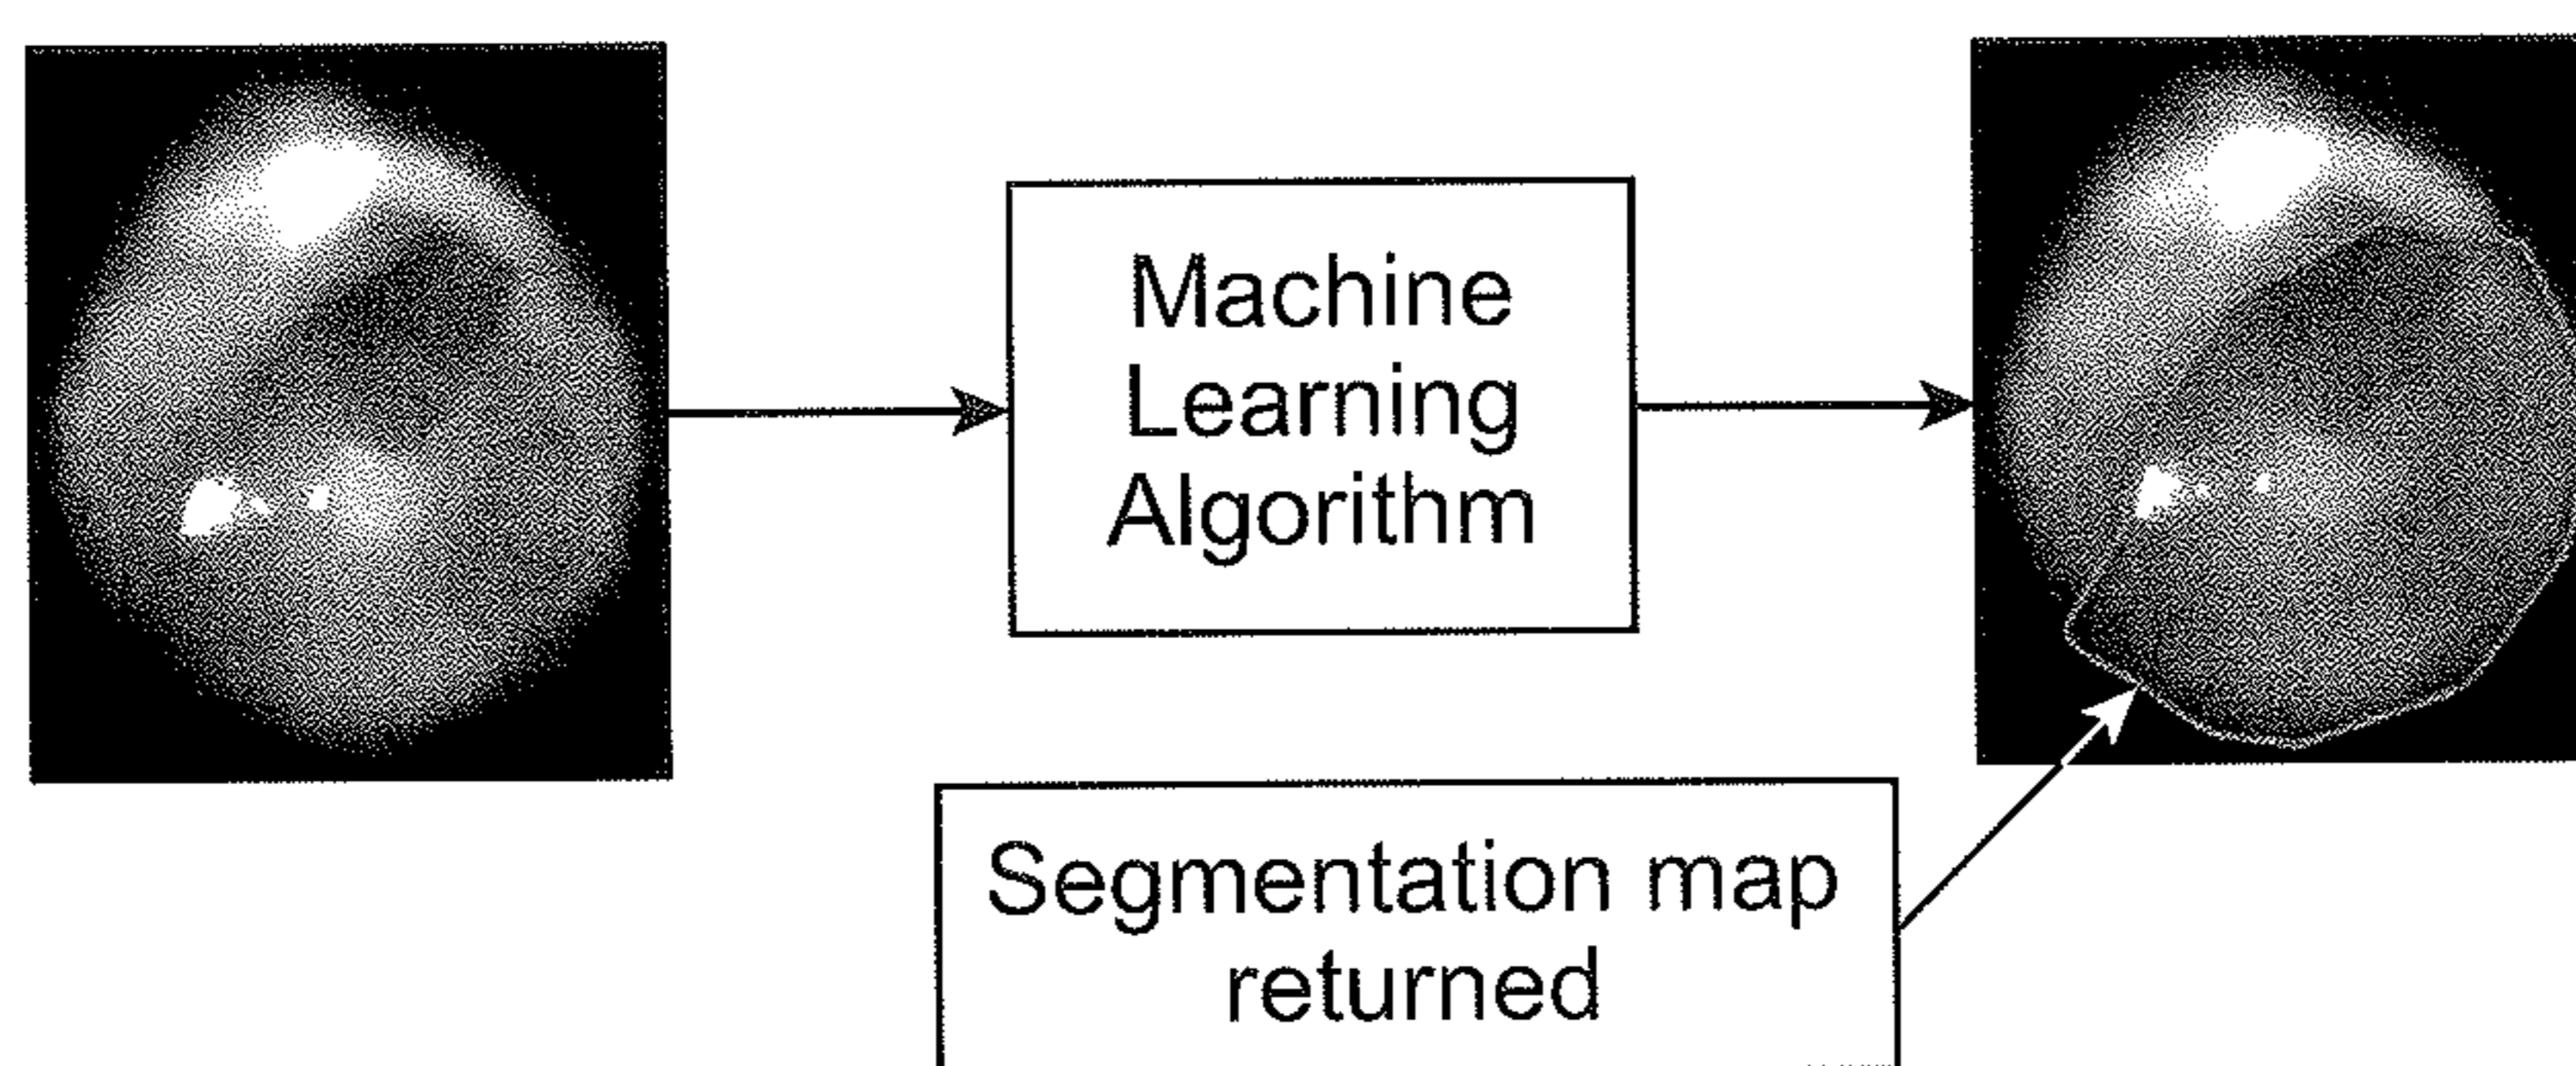 Machine
Learning
Algorithm
Segmentation map
returned